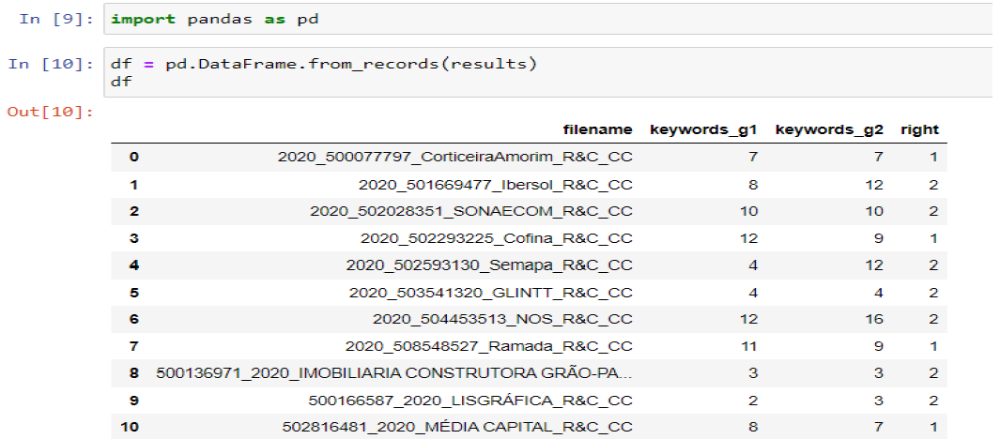 In [9]: import pandas as pd
In [10]: df = pd.DataFrame.from_records(results)
df
Out[10]:
filename keywords_g1 keywords_g2 right
0 2020_500077797_CorticeiraAmorim_R&C_CC 7 7 1
1 2020_501669477_Ibersol_R&C_CC 8 12 2
2 2020_502028351_SONAECOM_R&C_CC 10 10 2
3 2020_502293225_Cofina_R&C_CC 12 9 1
4 2020_502593130_Semapa_R&C_CC 4 12 2
5 2020_503541320_GLINTT_R&C_CC 4 4 2
6 2020_504453513_NOS_R&C_CC 12 16 2
7 2020_508548527_Ramada_R&C_CC 11 9 1
8 500136971_2020_IMOBILIARIA CONSTRUTORA GRÃO-PA... 3 3 2
9 500166587_2020_LISGRÁFICA_R&C_CC 2 3 2
10 502816481_2020_MÉDIA CAPITAL_R&C_CC 8 7 1